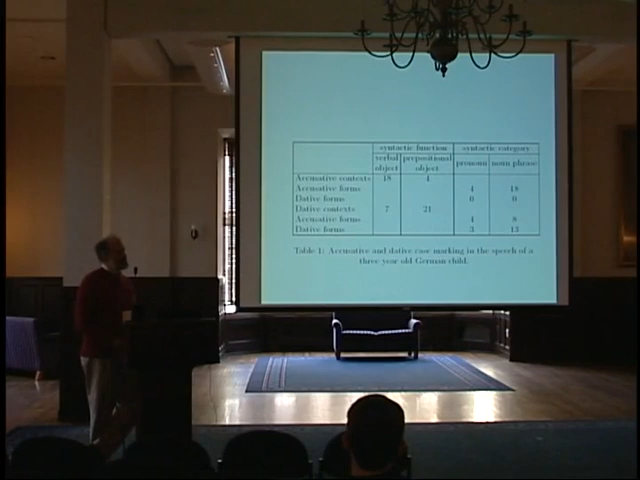 syntactic function syntactic category
verbal object prepositional object pronoun noun phrase
Accusative contexts 18 4
Accusative forms 4 18
Dative forms 0 0
Dative contexts 7 21
Accusative forms 4 8
Dative forms 3 13
Table 1: Accusative and dative case marking in the speech of a
three year old German child.